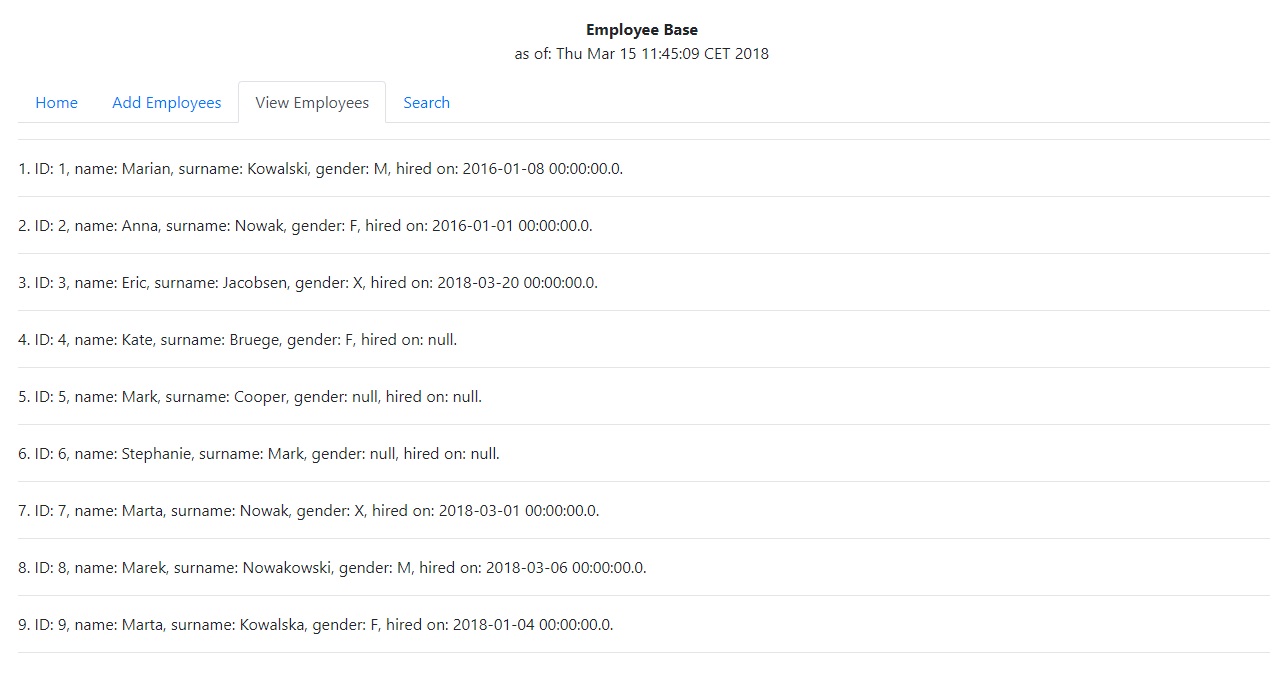 Employee Base
as of: Thu Mar 15 11:45:09 CET 2018
Home Add Employees View Employees Search
1. ID: 1, name: Marian, surname: Kowalski, gender: M, hired on: 2016-01-08 00:00:00.0.
2. ID: 2, name: Anna, surname: Nowak, gender: F, hired on: 2016-01-01 00:00:00.0.
3. ID: 3, name: Eric, surname: Jacobsen, gender: X, hired on: 2018-03-20 00:00:00.0.
4. ID: 4, name: Kate, surname: Bruege, gender: F, hired on: null.
5. ID: 5, name: Mark, surname: Cooper, gender: null, hired on: null.
6. ID: 6, name: Stephanie, surname: Mark, gender: null, hired on: null.
7. ID: 7, name: Marta, surname: Nowak, gender: X, hired on: 2018-03-01 00:00:00.0.
8. ID: 8, name: Marek, surname: Nowakowski, gender: M, hired on: 2018-03-06 00:00:00.0.
9. ID: 9, name: Marta, surname: Kowalska, gender: F, hired on: 2018-01-04 00:00:00.0.